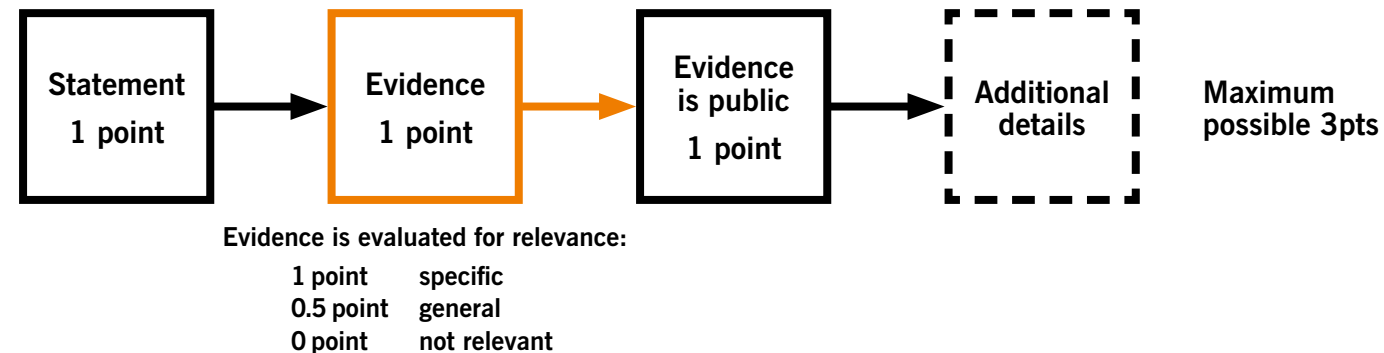 Statement
1 point
Evidence
1 point
Evidence
is public
1 point
Additional
details
Maximum
possible 3pts
Evidence is evaluated for relevance:
1 point specific
0.5 point general
0 point not relevant